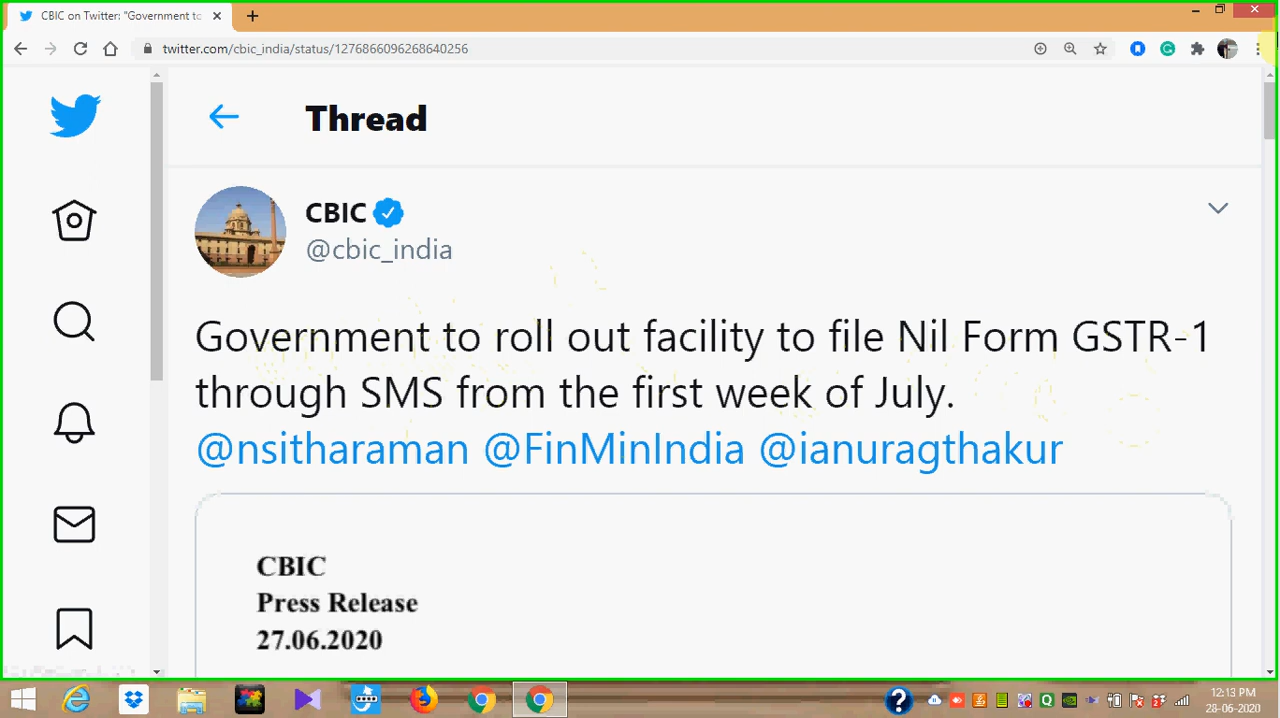 CBIC on Twitter: "Government to
twitter.com/cbic_india/status/1276866096268640256
Thread
CBIC
@cbic_india
Government to roll out facility to file Nil Form GSTR-1
through SMS from the first week of July.
@nsitharaman @FinMinIndia @ianuragthakur
CBIC
Press Release
27.06.2020
12:13 PM
28-06-2020